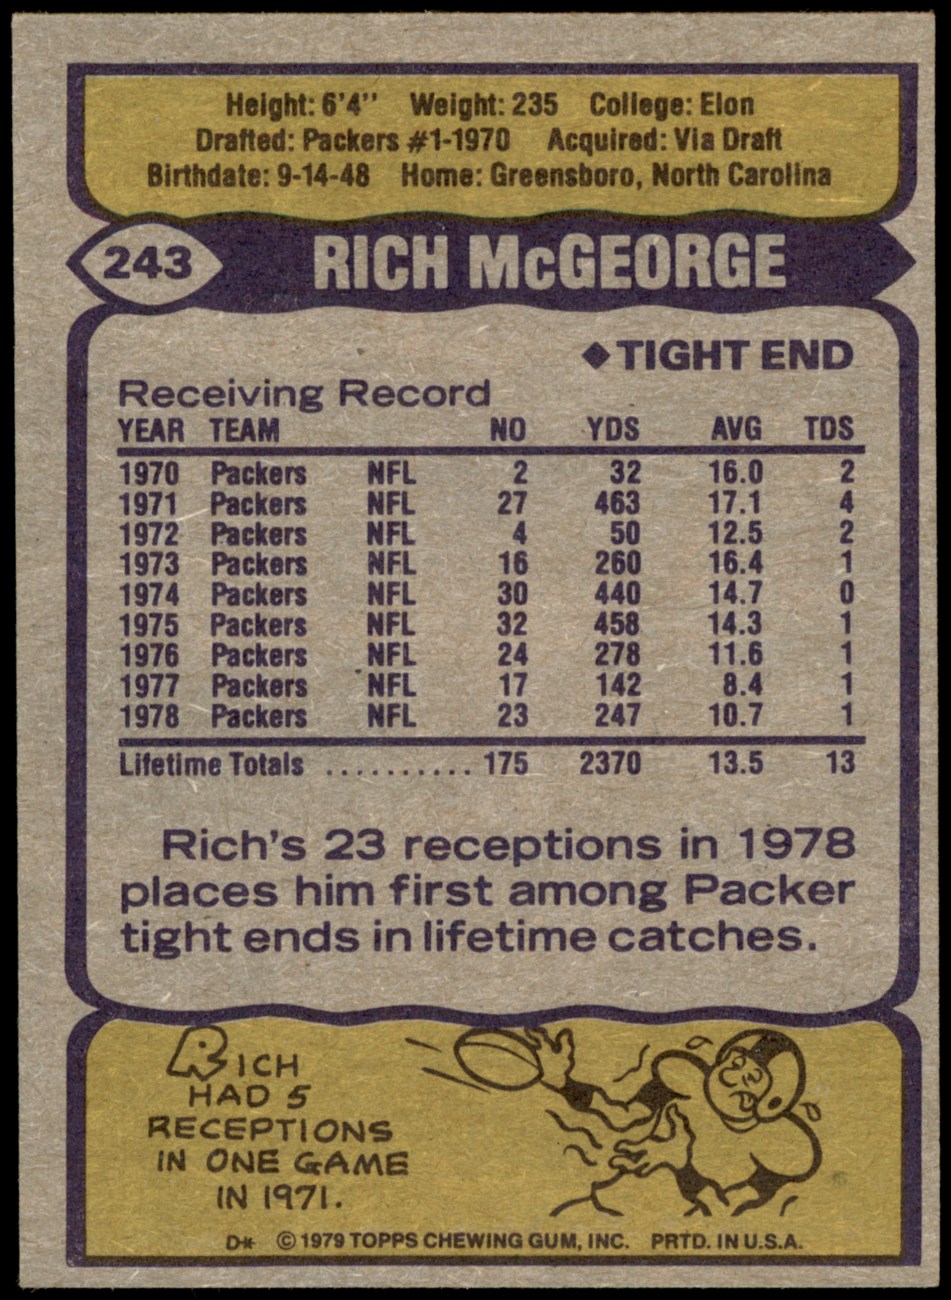 Height: 6'4" Weight: 235 College: Elon
Drafted: Packers #1-1970 Acquired: Via Draft
Birthdate: 9-14-48 Home: Greensboro, North Carolina
243 RICH McGEORGE
◆TIGHT END
Receiving Record
YEAR TEAM NO YDS AVG TDS
1970 Packers NFL 2 32 16.0 2
1971 Packers NFL 27 463 17.1 4
1972 Packers NFL 4 50 12.5 2
1973 Packers NFL 16 260 16.4 1
1974 Packers NFL 30 440 14.7 0
1975 Packers NFL 32 458 14.3 1
1976 Packers NFL 24 278 11.6 1
1977 Packers NFL 17 142 8.4 1
1978 Packers NFL 23 247 10.7 1
Lifetime Totals .......... 175 2370 13.5 13
Rich's 23 receptions in 1978
places him first among Packer
tight ends in lifetime catches.
RICH
HAD 5
RECEPTIONS
IN ONE GAME
IN 1971.
D* © 1979 TOPPS CHEWING GUM, INC. PRTD. IN U.S.A.